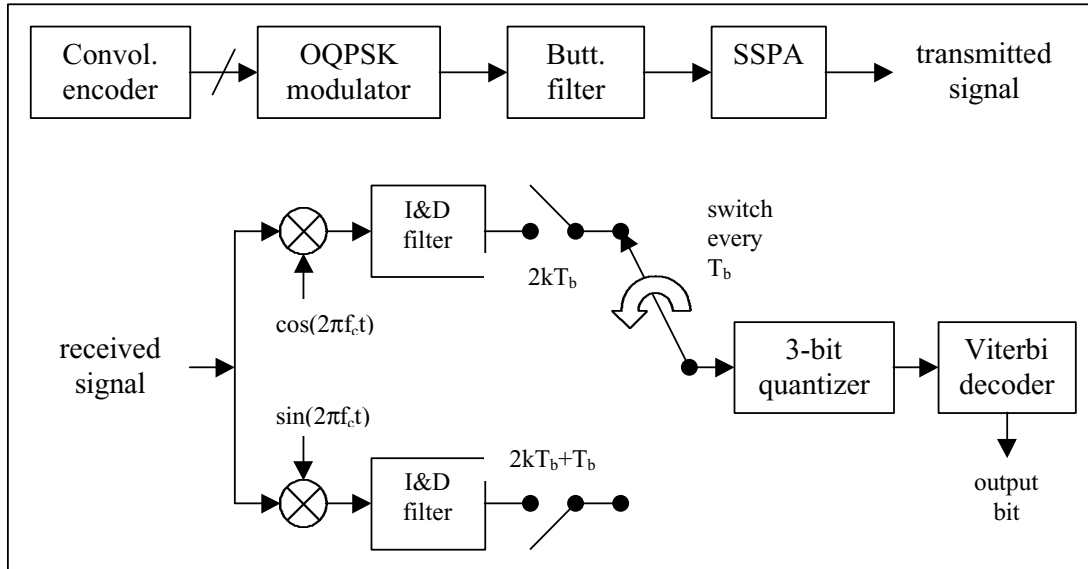 Convol.
encoder
OQPSK
modulator
Butt.
filter
SSPA
transmitted
signal
I&D
filter
2kTb
switch
every
Tb
cos(2πfct)
received
signal
3-bit
quantizer
Viterbi
decoder
sin(2πfct)
I&D
filter
2kTb+Tb
output
bit